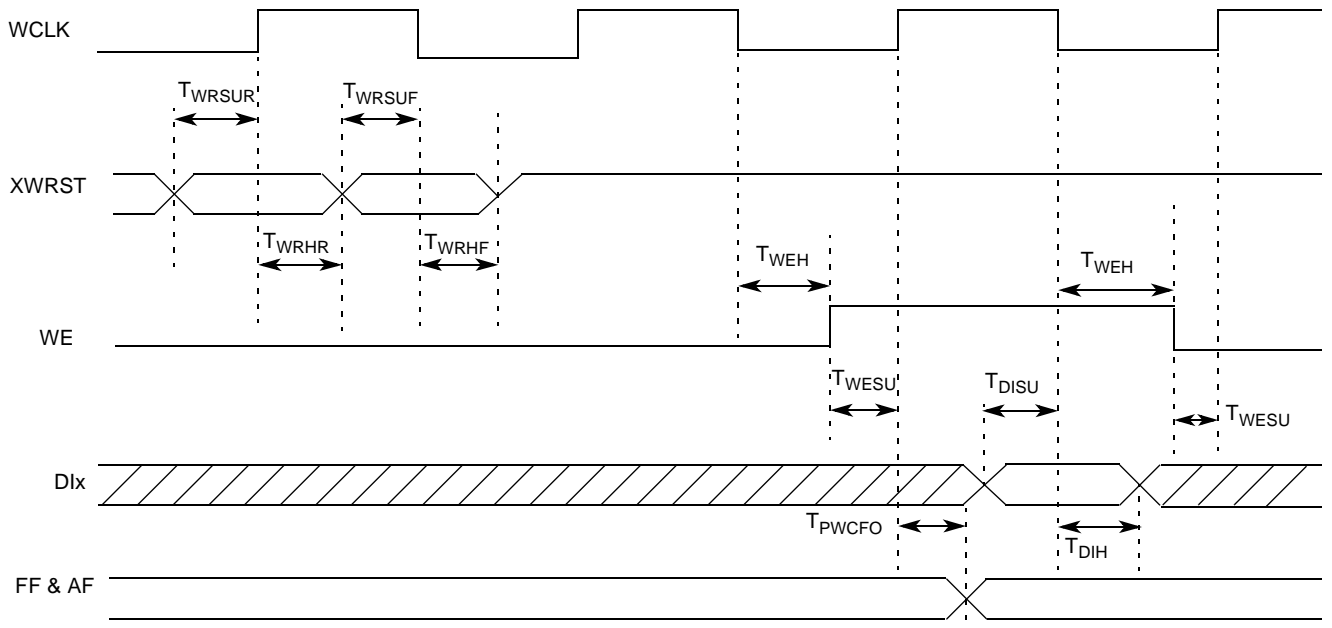 WCLK
TWRSUR TWRSUF
XWRST
TWRHR TWRHF
TWEH TWEH
WE
TWESU TDISU
TWESU
DIx
TPWCFO
TDIH
FF & AF